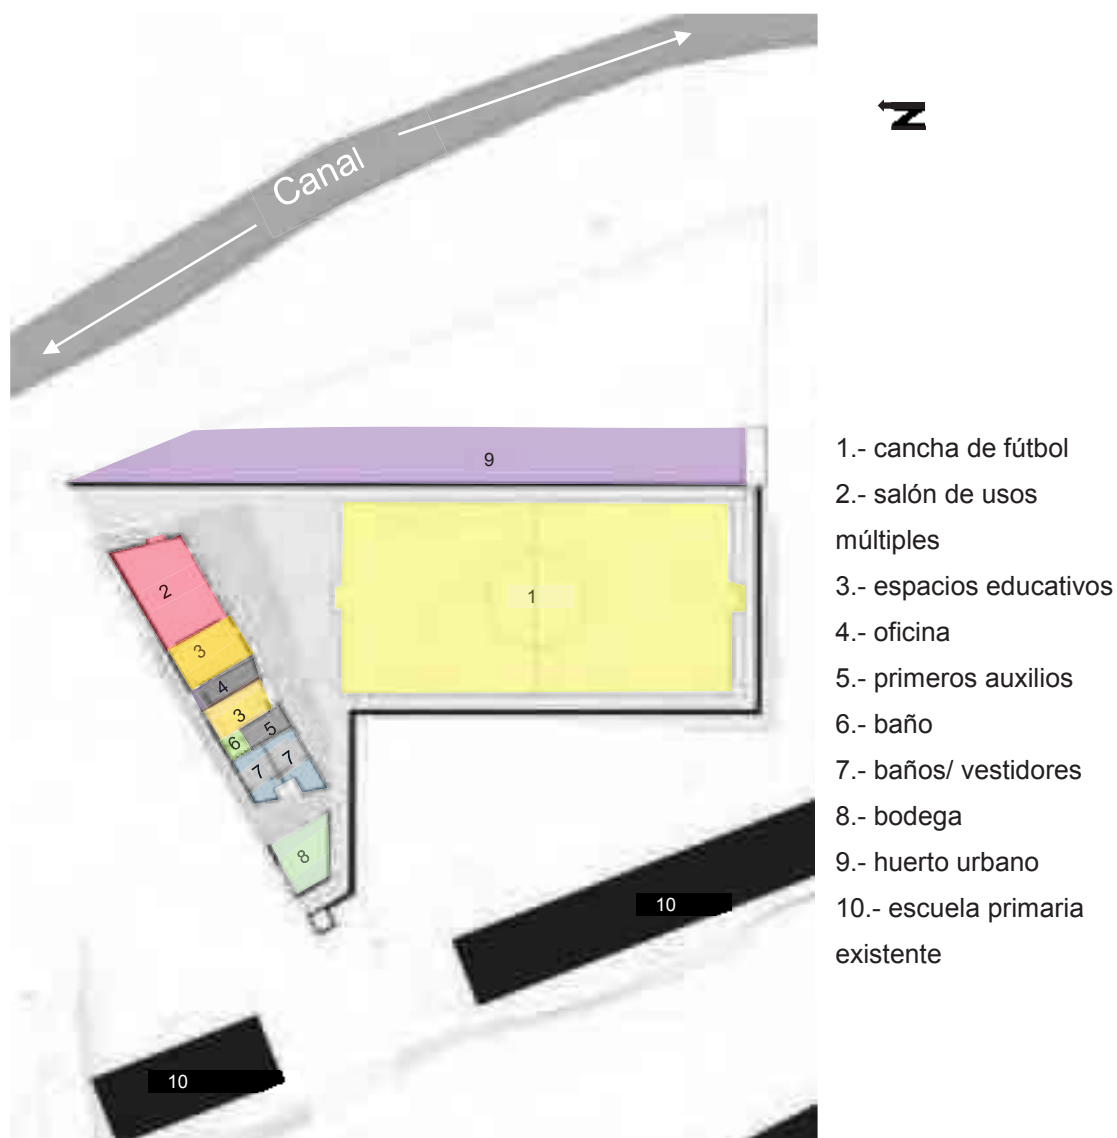 Canal
N
9
1
2
3
4
3
5
6
7
7
8
10
10
1.- cancha de fútbol
2.- salón de usos
múltiples
3.- espacios educativos
4.- oficina
5.- primeros auxilios
6.- baño
7.- baños/ vestidores
8.- bodega
9.- huerto urbano
10.- escuela primaria
existente